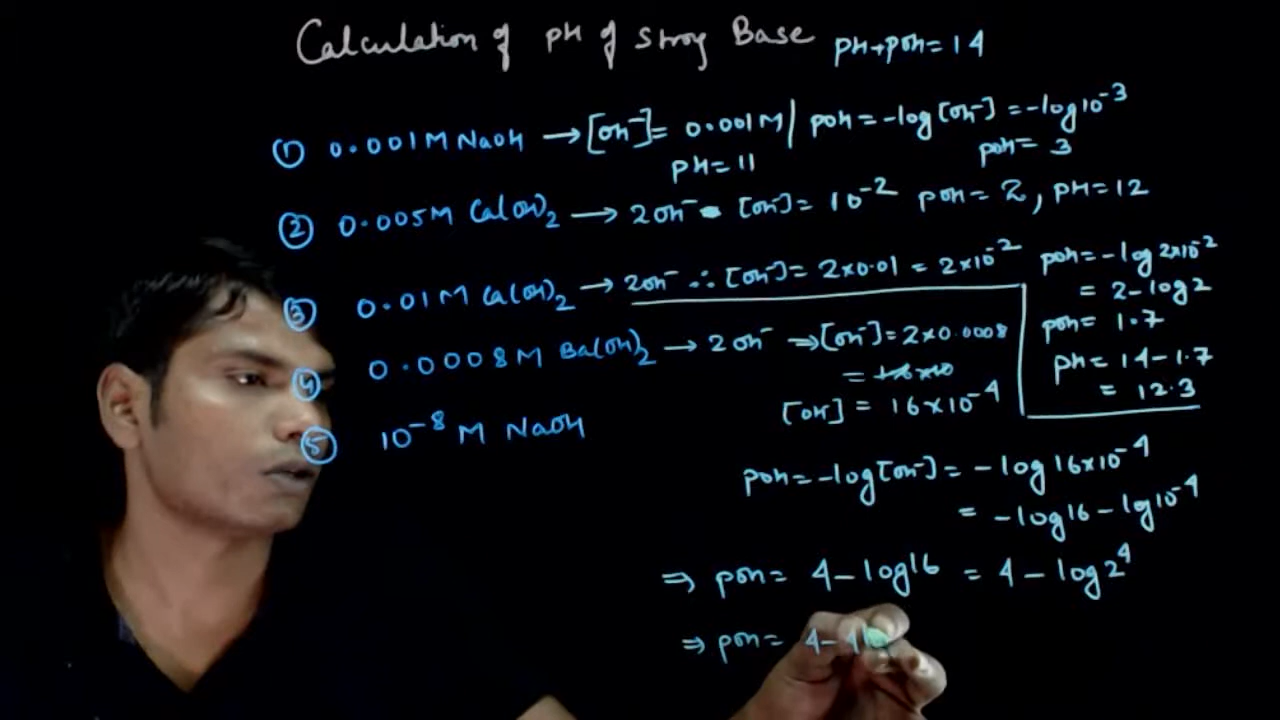 Calculation of pH of Strong Base pH+pOH=14
① 0.001M NaOH → [OH⁻]= 0.001M | pOH = -log[OH⁻] = -log10⁻³
pH=11 pOH= 3
② 0.005M Ca(OH)₂ → 2OH⁻ [OH⁻]= 10⁻² pOH = 2, pH=12
③ 0.01M Ca(OH)₂ → 2OH⁻ ∴ [OH⁻]= 2×0.01 = 2×10⁻²
pOH=-log 2×10⁻²
= 2-log2
pOH= 1.7
pH= 14-1.7
= 12.3
④ 0.0008M Ba(OH)₂ → 2OH⁻ ⇒ [OH⁻]=2×0.0008
=
[OH] = 16×10⁻⁴
⑤ 10⁻⁸ M NaOH
pOH=-log[OH⁻] = -log16×10⁻⁴
= -log16-log10⁻⁴
⇒ pOH= 4-log16 = 4-log2⁴
⇒ pOH= 4-4